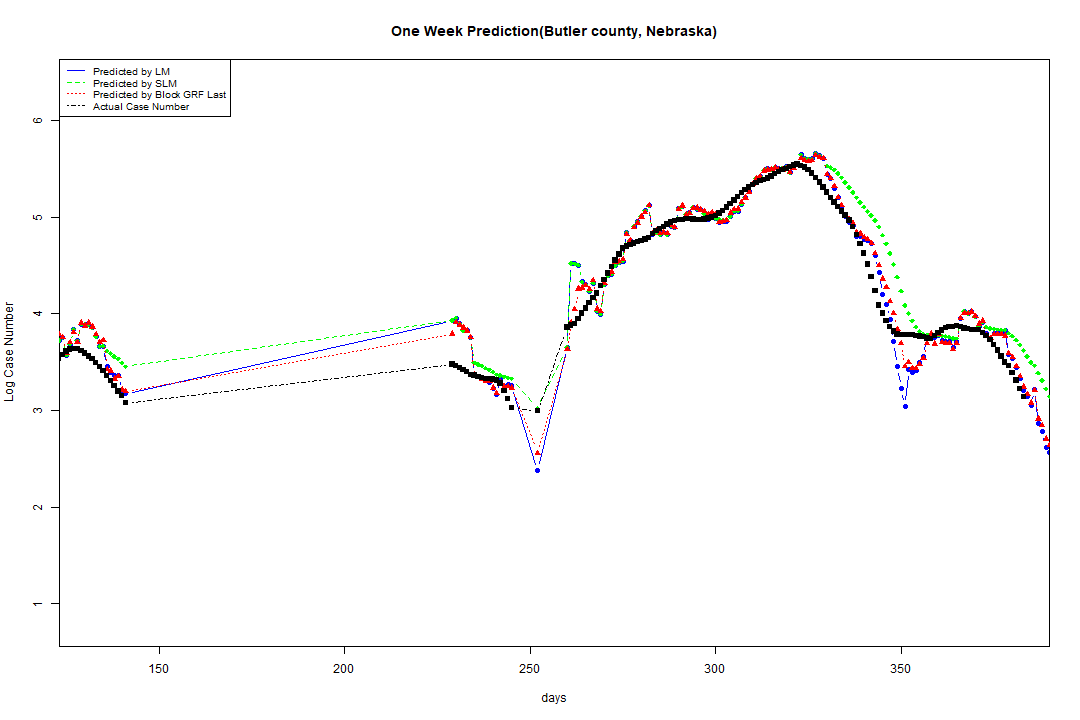 One Week Prediction(Butler county, Nebraska)
Predicted by LM
Predicted by SLM
Predicted by Block GRF Last
Actual Case Number
6
5
4
3
2
1
Log Case Number
150 200 250 300 350
days